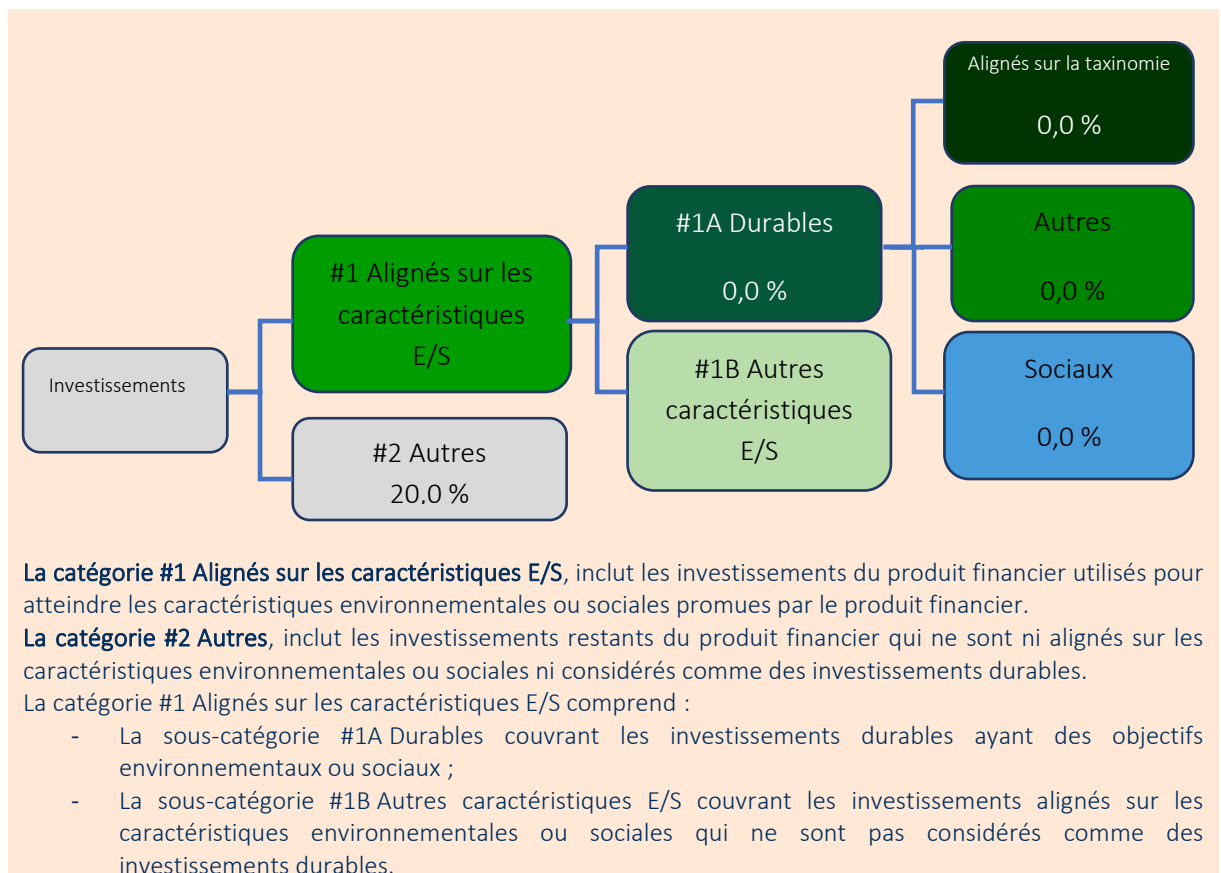 Alignés sur la taxinomie
0,0 %
#1A Durables
0,0 %
Autres
0,0 %
#1 Alignés sur les
caractéristiques
E/S
Investissements
#1B Autres
caractéristiques
E/S
Sociaux
0,0 %
#2 Autres
20,0 %
La catégorie #1 Alignés sur les caractéristiques E/S, inclut les investissements du produit financier utilisés pour
atteindre les caractéristiques environnementales ou sociales promues par le produit financier.
La catégorie #2 Autres, inclut les investissements restants du produit financier qui ne sont ni alignés sur les
caractéristiques environnementales ou sociales ni considérés comme des investissements durables.
La catégorie #1 Alignés sur les caractéristiques E/S comprend :
- La sous-catégorie #1A Durables couvrant les investissements durables ayant des objectifs
environnementaux ou sociaux ;
- La sous-catégorie #1B Autres caractéristiques E/S couvrant les investissements alignés sur les
caractéristiques environnementales ou sociales qui ne sont pas considérés comme des
investissements durables.